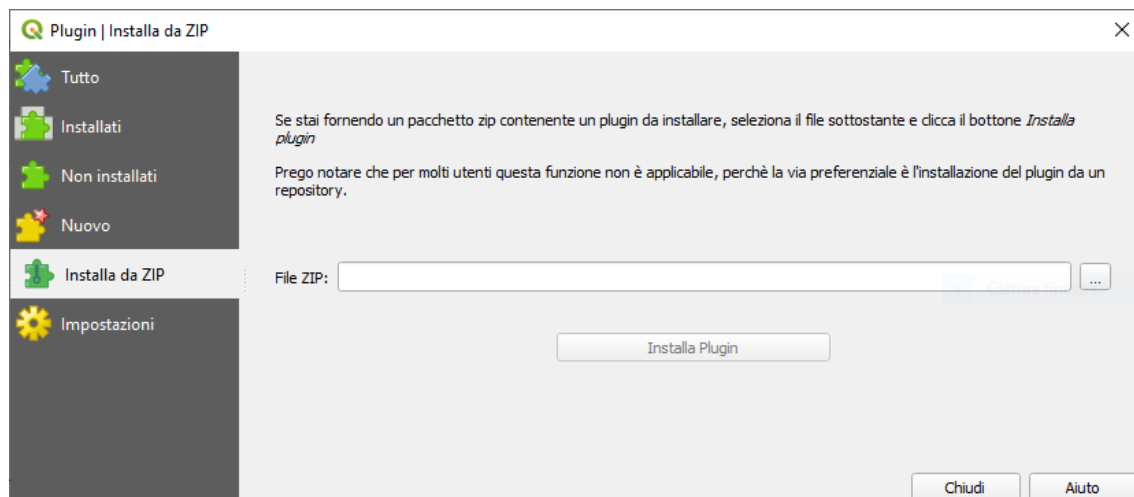 Plugin | Installa da ZIP
Tutto
Installati
Non installati
Nuovo
Installa da ZIP
Impostazioni
Se stai fornendo un pacchetto zip contenente un plugin da installare, seleziona il file sottostante e clicca il bottone Installa
plugin
Prego notare che per molti utenti questa funzione non è applicabile, perchè la via preferenziale è l'installazione del plugin da un
repository.
File ZIP:
...
Installa Plugin
Chiudi
Aiuto